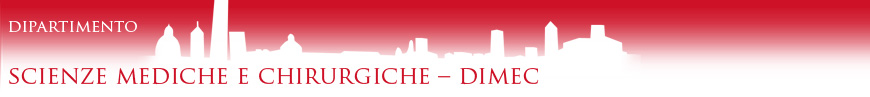 DIPARTIMENTO
SCIENZE MEDICHE E CHIRURGICHE – DIMEC